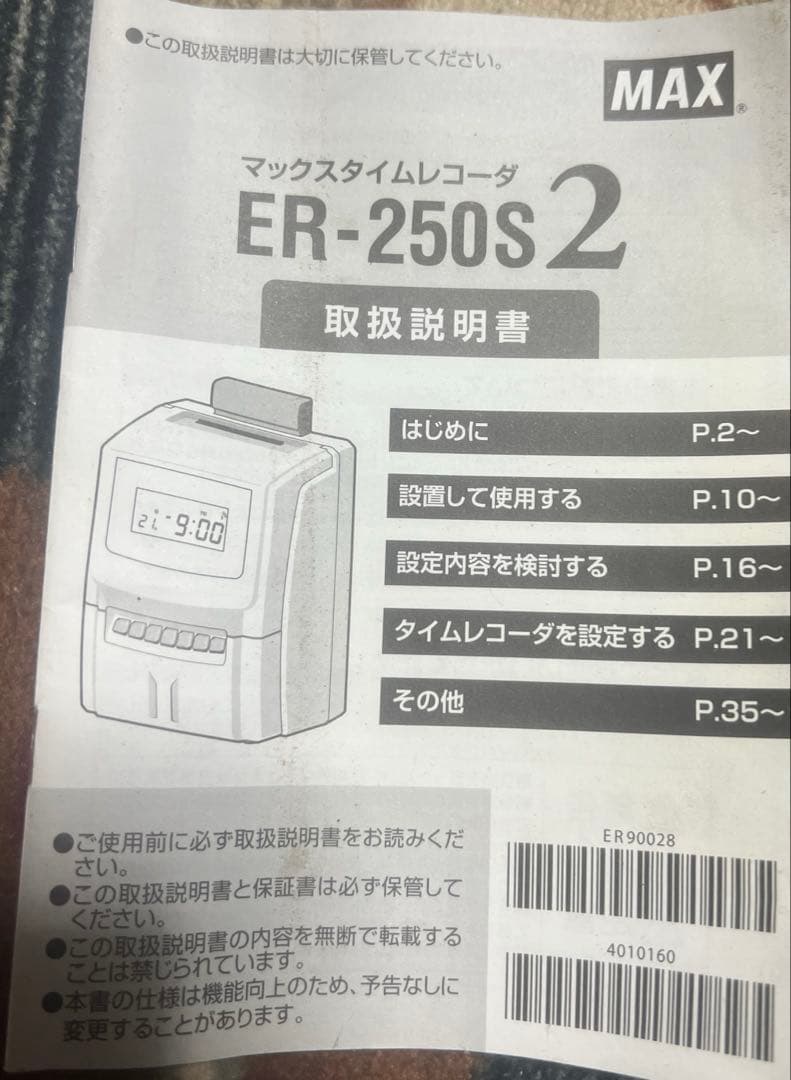 ●この取扱説明書は大切に保管してください。
MAX®
マックスタイムレコーダ
ER-250S2
取扱説明書
はじめに P.2～
設置して使用する P.10～
設定内容を検討する P.16～
タイムレコーダを設定する P.21～
その他 P.35～
21 9:00
●ご使用前に必ず取扱説明書をお読みくだ
さい。
●この取扱説明書と保証書は必ず保管して
ください。
●この取扱説明書の内容を無断で転載する
ことは禁じられています。
●本書の仕様は機能向上のため、予告なしに
変更することがあります。
ER90028
4010160